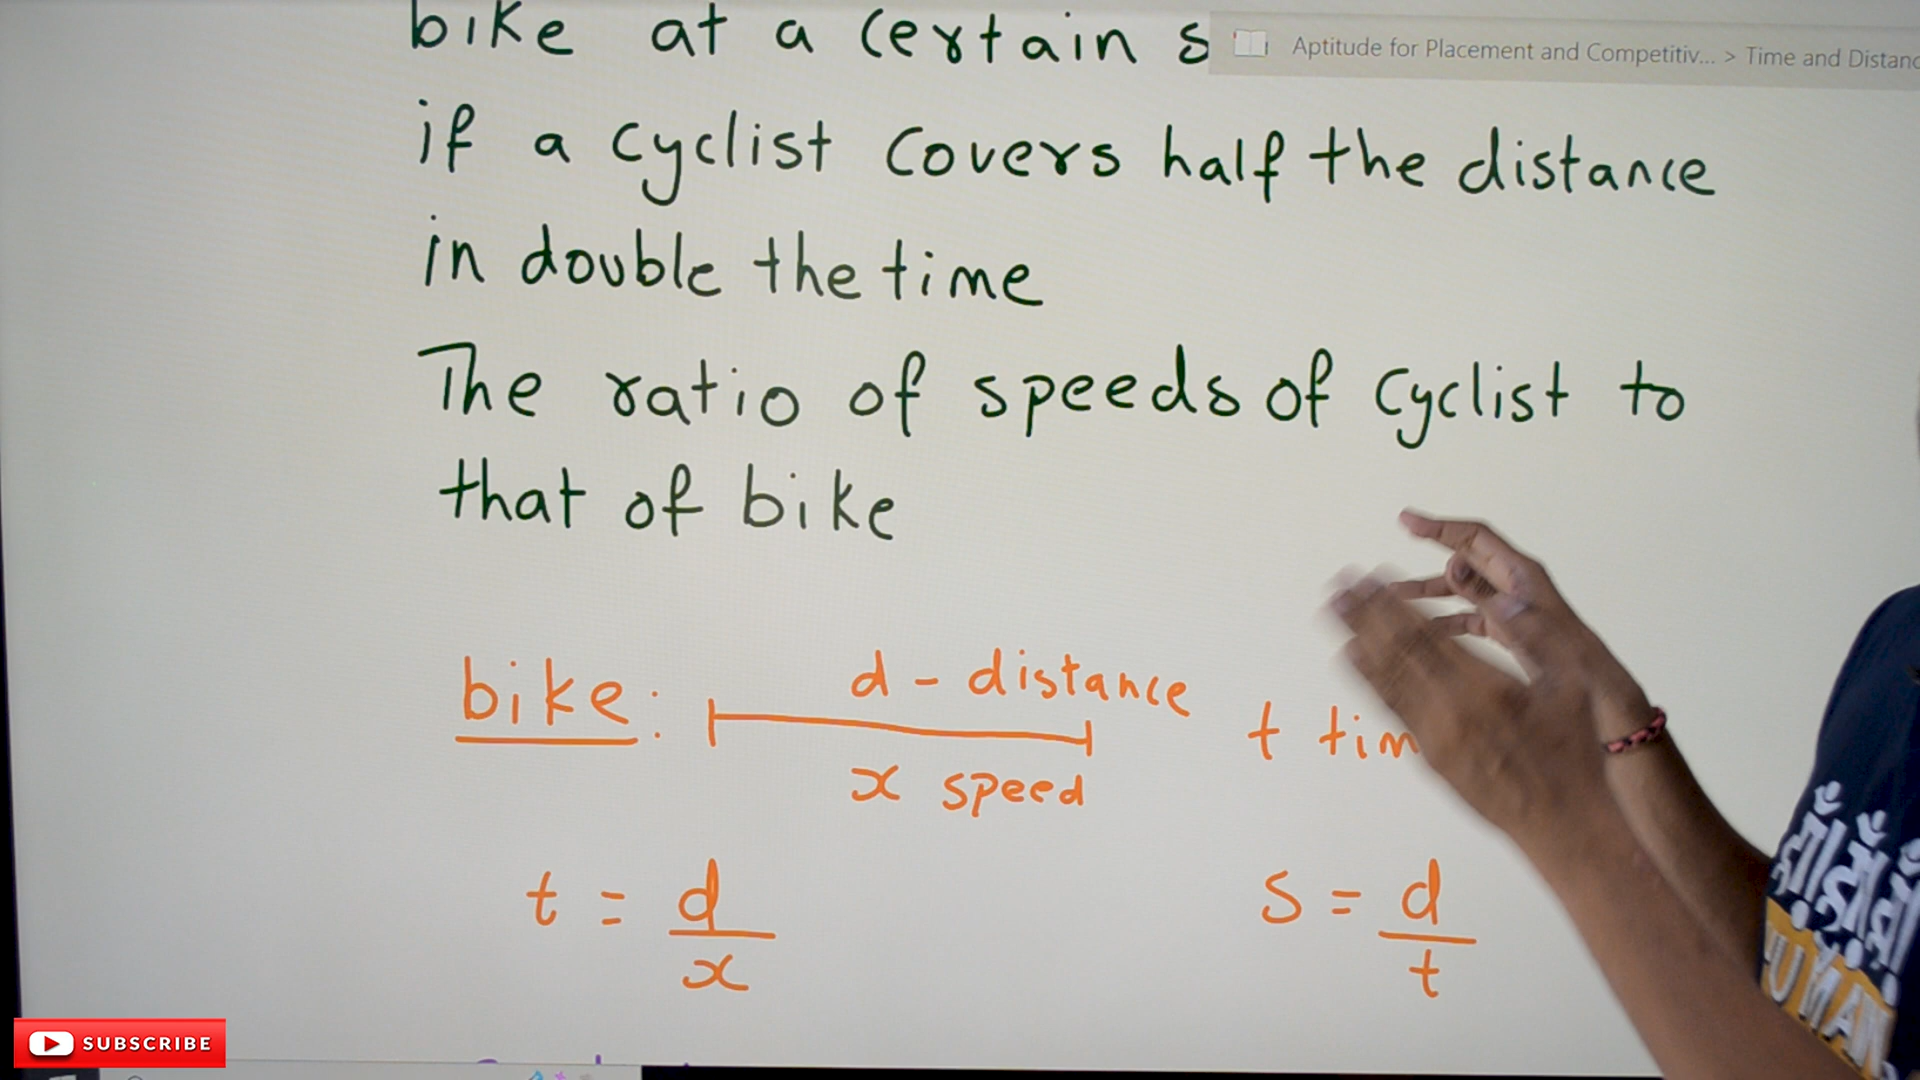 bike at a certain s
Aptitude for Placement and Competitiv... > Time and Distanc
if a cyclist covers half the distance
in double the time
The ratio of speeds of cyclist to
that of bike
bike: d - distance
t tim
x speed
t = d/x
s = d/t
HUMAN
SUBSCRIBE